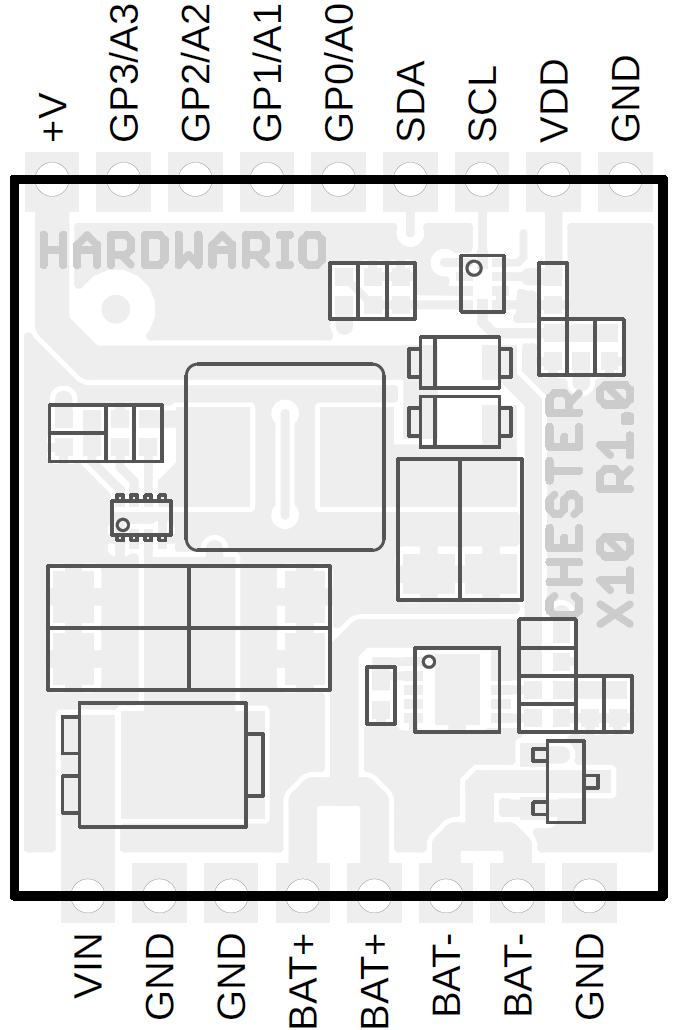 +V
GP3/A3
GP2/A2
GP1/A1
GP0/A0
SDA
SCL
VDD
GND
HARDWARIO
CHESTER
X10 R1.0
VIN
GND
GND
BAT+
BAT+
BAT-
BAT-
GND